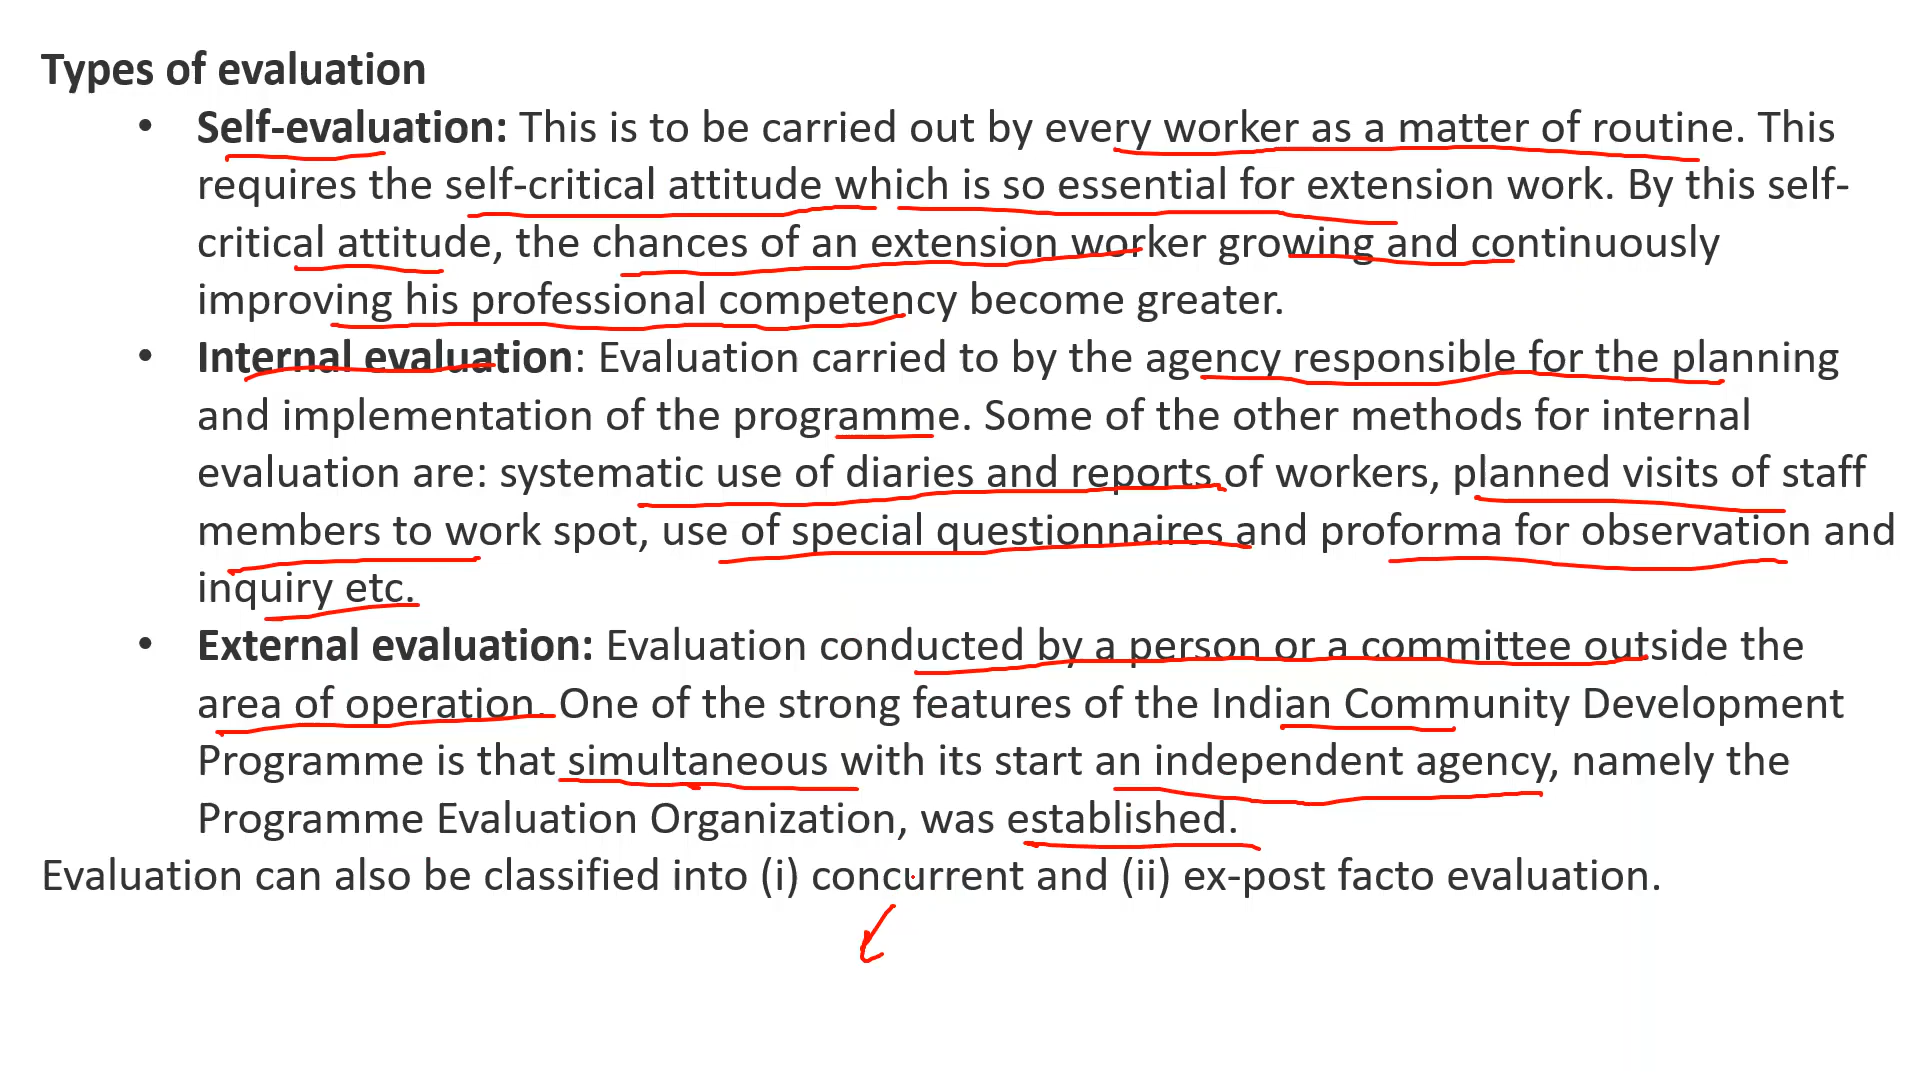 Types of evaluation
• Self-evaluation: This is to be carried out by every worker as a matter of routine. This
requires the self-critical attitude which is so essential for extension work. By this self-
critical attitude, the chances of an extension worker growing and continuously
improving his professional competency become greater.
• Internal evaluation: Evaluation carried to by the agency responsible for the planning
and implementation of the programme. Some of the other methods for internal
evaluation are: systematic use of diaries and reports of workers, planned visits of staff
members to work spot, use of special questionnaires and proforma for observation and
inquiry etc.
• External evaluation: Evaluation conducted by a person or a committee outside the
area of operation. One of the strong features of the Indian Community Development
Programme is that simultaneous with its start an independent agency, namely the
Programme Evaluation Organization, was established.
Evaluation can also be classified into (i) concurrent and (ii) ex-post facto evaluation.